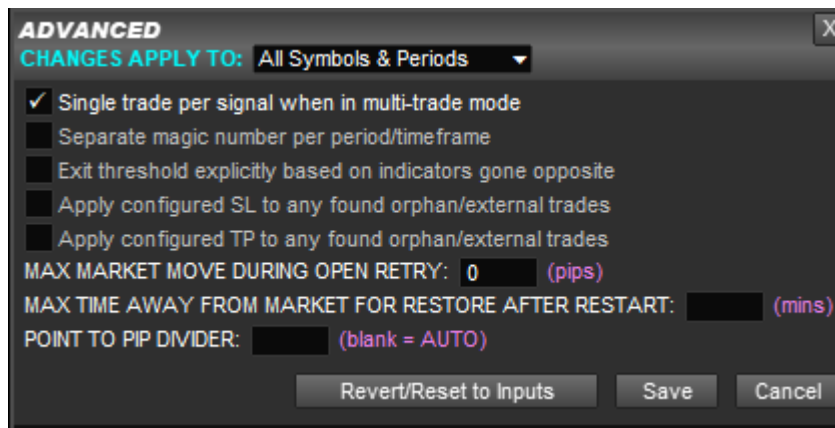 ADVANCED
X
CHANGES APPLY TO: All Symbols & Periods
Single trade per signal when in multi-trade mode
Separate magic number per period/timeframe
Exit threshold explicitly based on indicators gone opposite
Apply configured SL to any found orphan/external trades
Apply configured TP to any found orphan/external trades
MAX MARKET MOVE DURING OPEN RETRY: 0 (pips)
MAX TIME AWAY FROM MARKET FOR RESTORE AFTER RESTART: (mins)
POINT TO PIP DIVIDER: (blank = AUTO)
Revert/Reset to Inputs Save Cancel